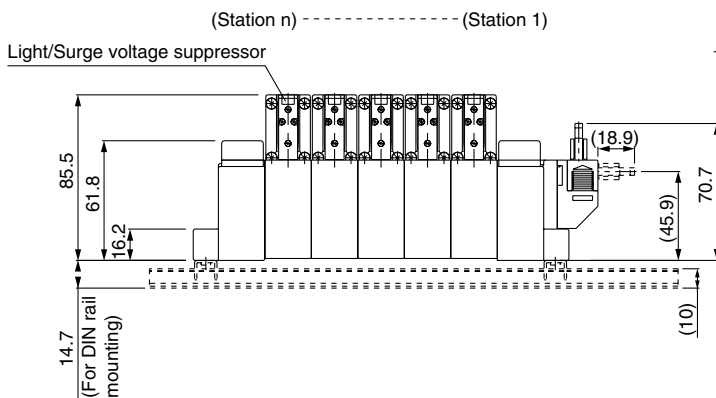 (Station n) (Station 1)
Light/Surge voltage suppressor
(18.9)
85.5
61.8
16.2
(45.9)
70.7
14.7
(For DIN rail
mounting)
(10)